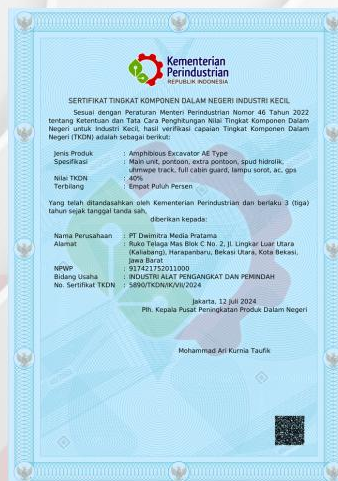 Kementerian
Perindustrian
REPUBLIK INDONESIA
SERTIFIKAT TINGKAT KOMPONEN DALAM NEGERI INDUSTRI KECIL
Sesuai dengan Peraturan Menteri Perindustrian Nomor 46 Tahun 2022
tentang Ketentuan dan Tata Cara Penghitungan Nilai Tingkat Komponen Dalam
Negeri untuk Industri Kecil, hasil verifikasi capaian Tingkat Komponen Dalam
Negeri (TKDN) adalah sebagai berikut:
Jenis Produk : Amphibious Excavator AE Type
Spesifikasi : Main unit, pontoon, extra pontoon, spud hidrolik,
uhmwpe track, full cabin guard, lampu sorot, ac, gps
Nilai TKDN : 40%
Terbilang : Empat Puluh Persen
Yang telah ditandasahkan oleh Kementerian Perindustrian dan berlaku 3 (tiga)
tahun sejak tanggal tanda sah,
diberikan kepada:
Nama Perusahaan : PT Dwimitra Media Pratama
Alamat : Ruko Telaga Mas Blok C No. 2, Jl. Lingkar Luar Utara
(Kaliabang), Harapanbaru, Bekasi Utara, Kota Bekasi,
Jawa Barat
NPWP : 917421752011000
Bidang Usaha : INDUSTRI ALAT PENGANGKAT DAN PEMINDAH
No. Sertifikat TKDN : 5890/TKDN/IK/VII/2024
Jakarta, 12 Juli 2024
Plh. Kepala Pusat Peningkatan Produk Dalam Negeri
Mohammad Ari Kurnia Taufik